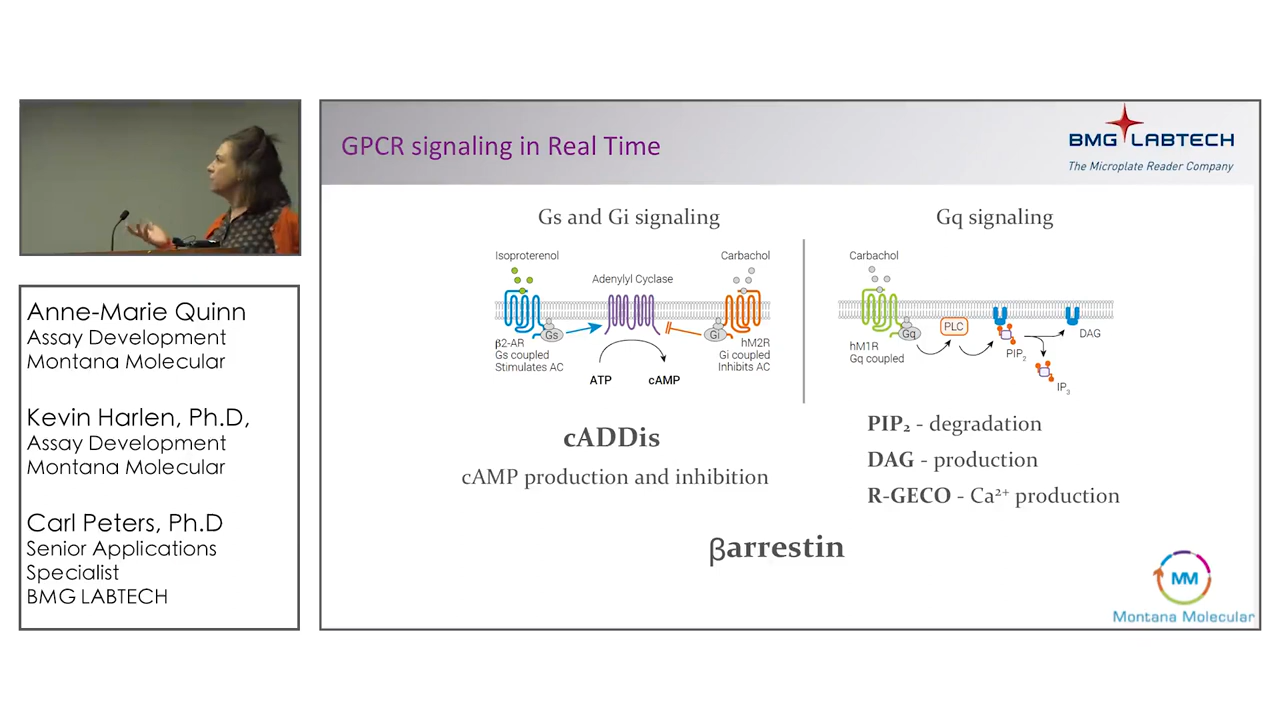 Anne-Marie Quinn
Assay Development
Montana Molecular
Kevin Harlen, Ph.D,
Assay Development
Montana Molecular
Carl Peters, Ph.D
Senior Applications
Specialist
BMG LABTECH
GPCR signaling in Real Time
BMG LABTECH
The Microplate Reader Company
Gs and Gi signaling
Isoproterenol
Adenylyl Cyclase
Carbachol
Gs
Gi
β2-AR
Gs coupled
Stimulates AC
hM2R
Gi coupled
Inhibits AC
ATP
cAMP
cADDis
cAMP production and inhibition
Gq signaling
Carbachol
Gq
PLC
hM1R
Gq coupled
PIP₂
DAG
IP₃
PIP₂ - degradation
DAG - production
R-GECO - Ca²⁺ production
βarrestin
MM
Montana Molecular